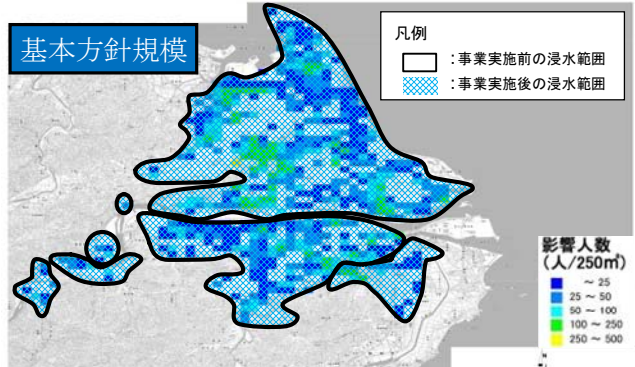 基本方針規模
凡例
：事業実施前の浸水範囲
：事業実施後の浸水範囲
影響人数
(人/250㎡)
～ 25
25 ～ 50
50 ～ 100
100 ～ 250
250 ～ 500